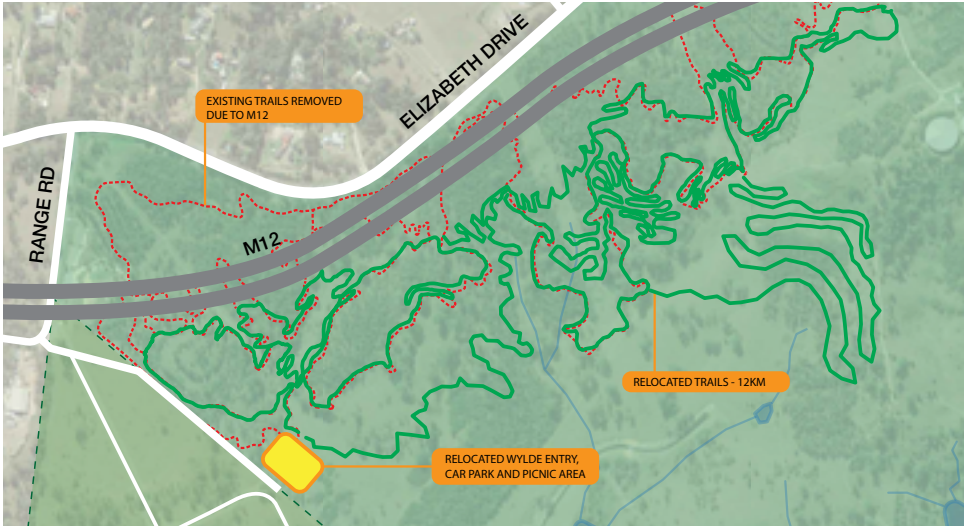 ELIZABETH DRIVE
EXISTING TRAILS REMOVED
DUE TO M12
RANGE RD
M12
RELOCATED TRAILS - 12KM
RELOCATED WYLDE ENTRY,
CAR PARK AND PICNIC AREA